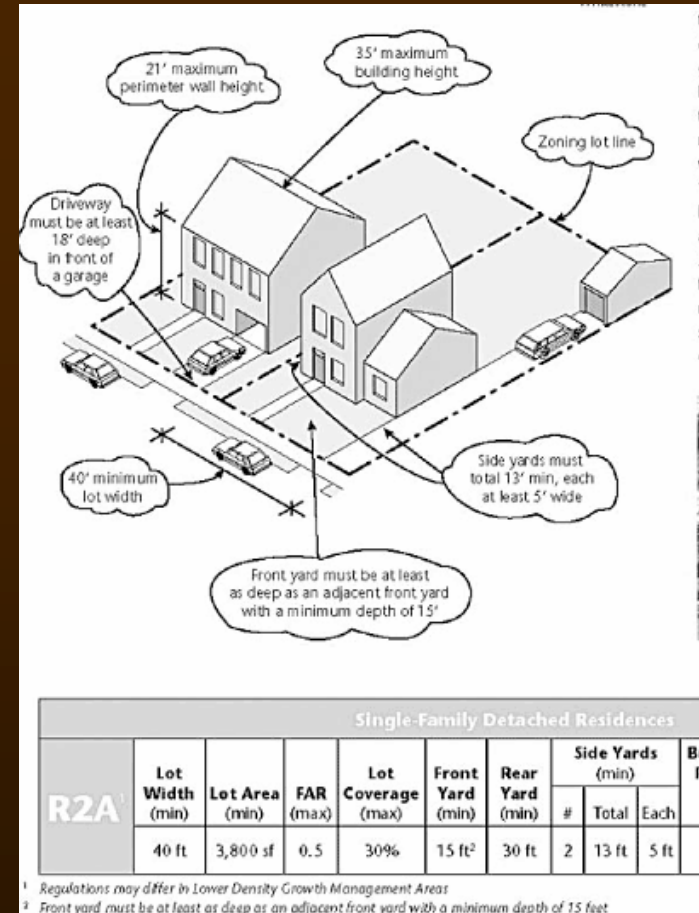 21' maximum
perimeter wall height
35' maximum
building height
Zoning lot line
Driveway
must be at least
18' deep
in front of
a garage
40' minimum
lot width
Side yards must
total 13' min, each
at least 5' wide
Front yard must be at least
as deep as an adjacent front yard
with a minimum depth of 15'
Single-Family Detached Residences
R2A¹
Lot
Width
(min)
Lot Area
(min)
FAR
(max)
Lot
Coverage
(max)
Front
Yard
(min)
Rear
Yard
(min)
Side Yards
(min)
# Total Each
40 ft 3,800 sf 0.5 30% 15 ft² 30 ft 2 13 ft 5 ft
¹ Regulations may differ in Lower Density Growth Management Areas
² Front yard must be at least as deep as an adjacent front yard with a minimum depth of 15 feet